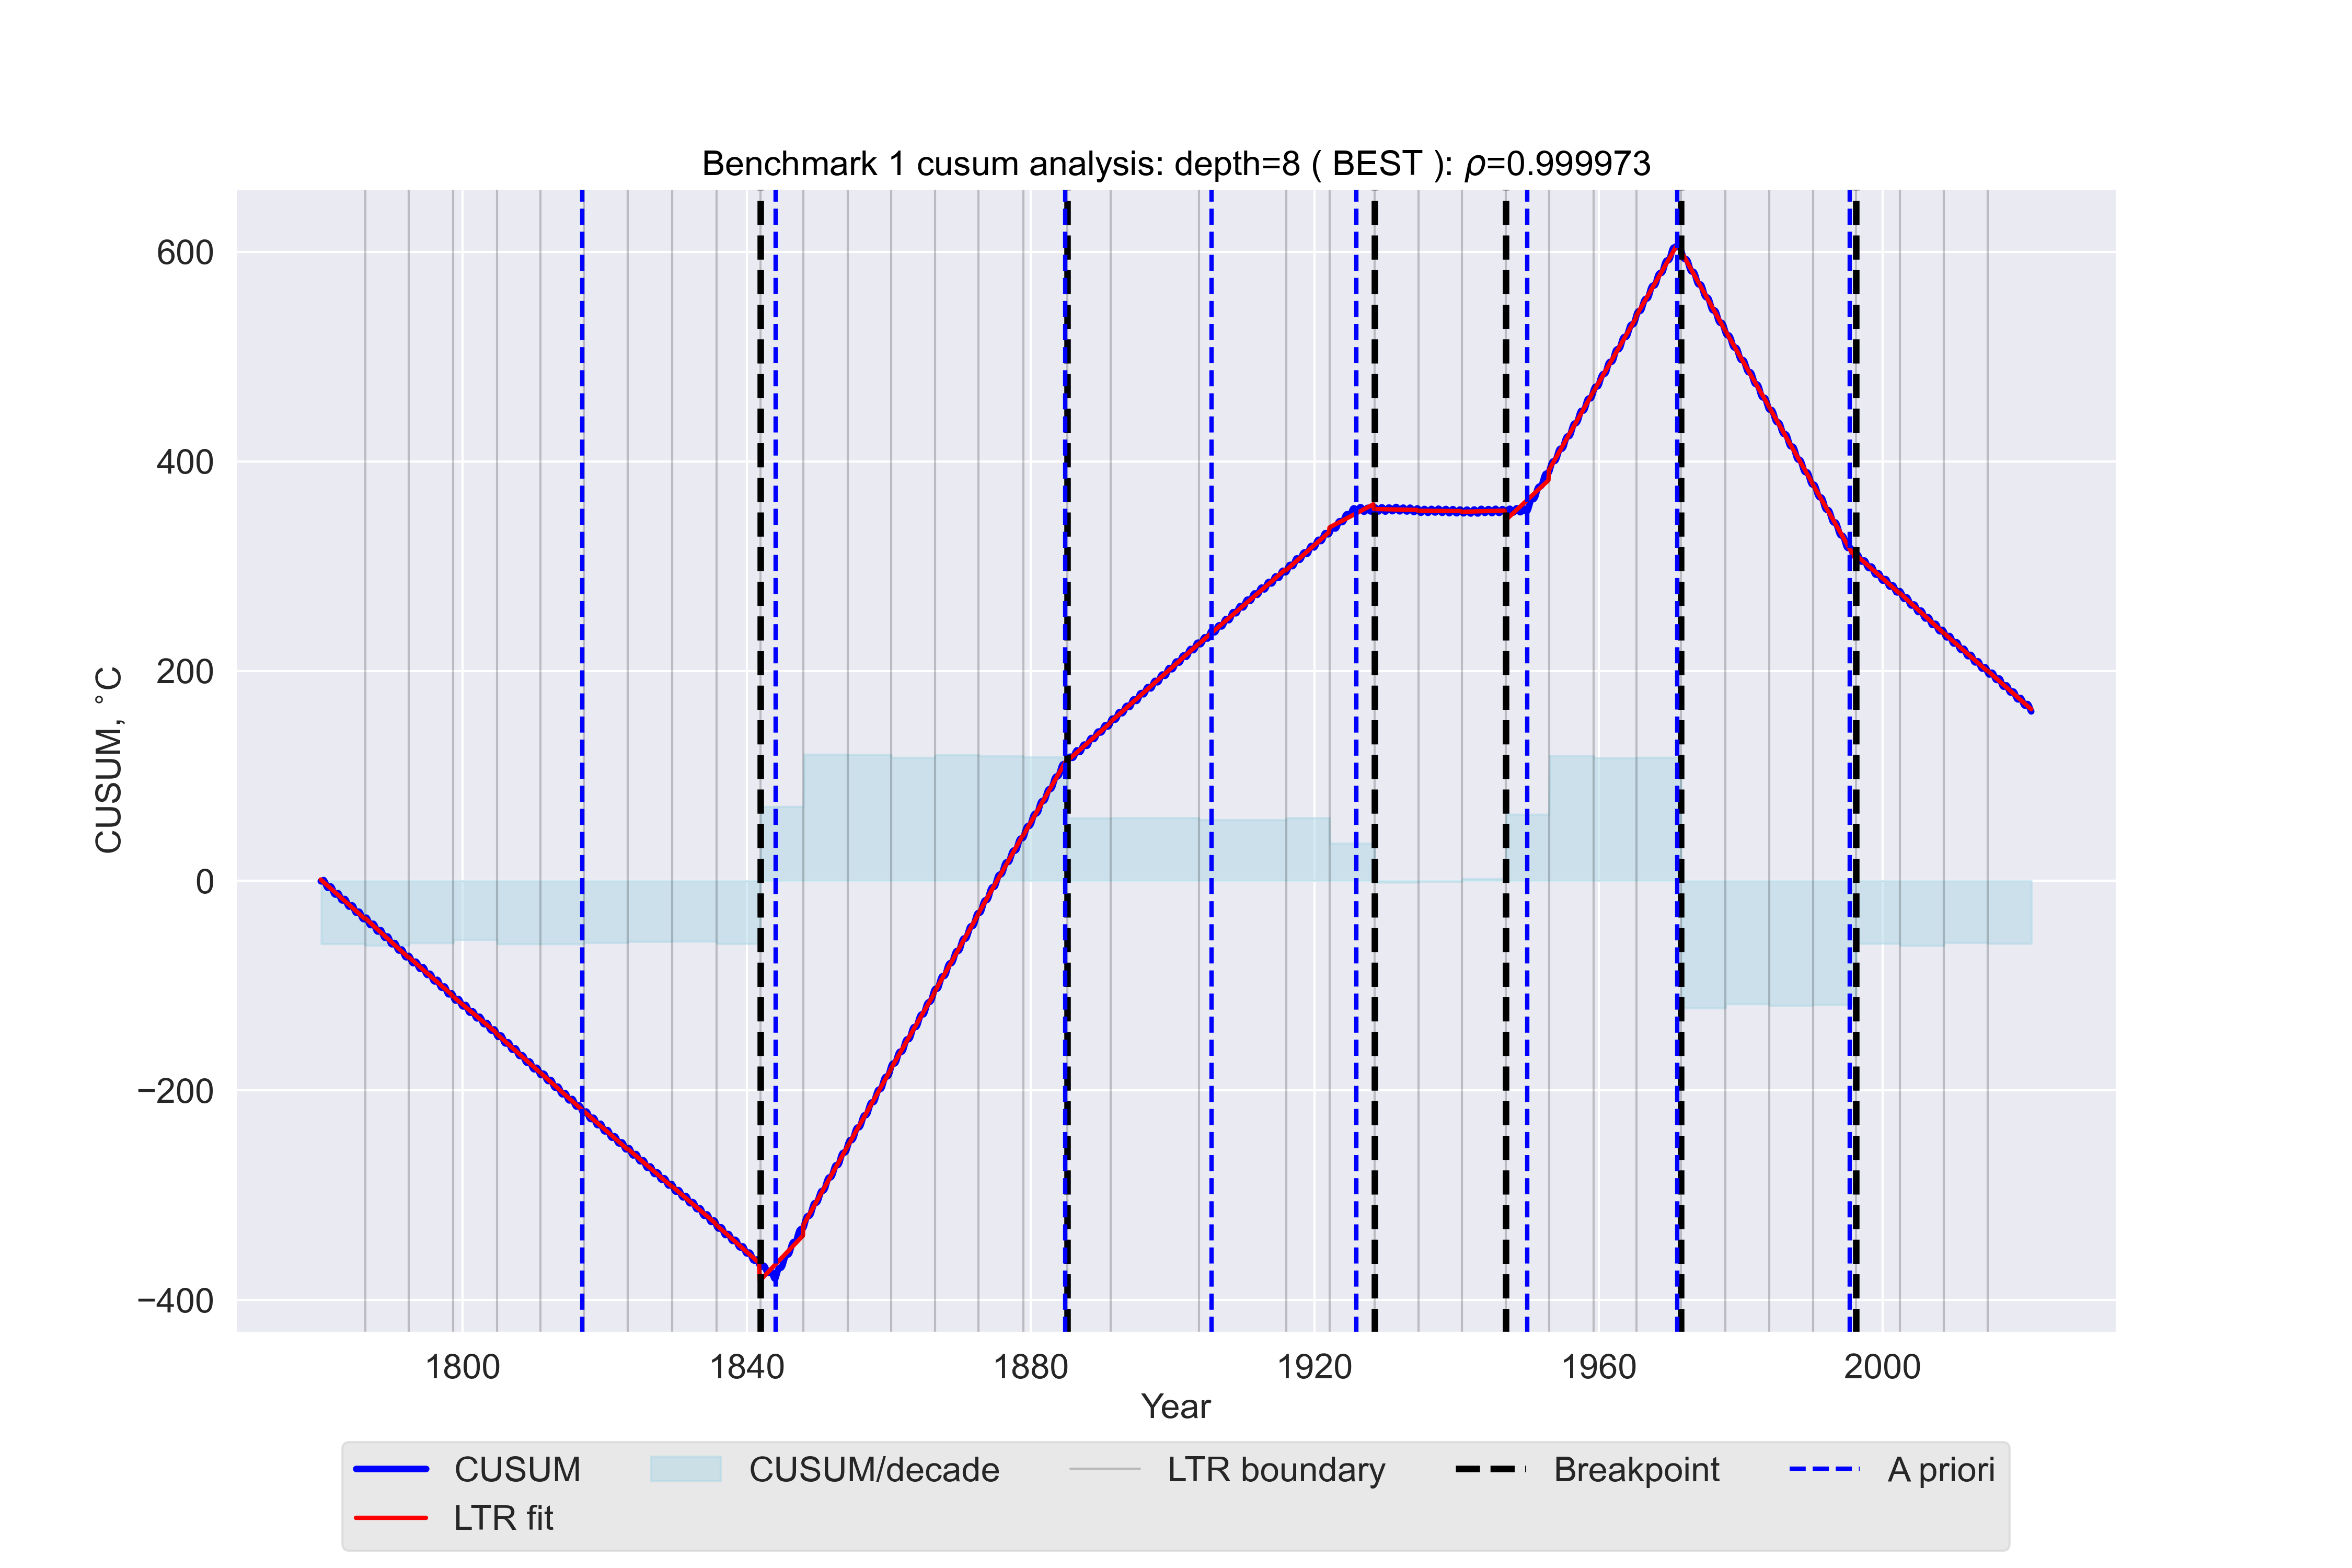 Benchmark 1 cusum analysis: depth=8 ( BEST ): ρ=0.999973
CUSUM, °C
600
400
200
0
−200
−400
1800 1840 1880 1920 1960 2000
Year
CUSUM CUSUM/decade LTR boundary Breakpoint A priori
LTR fit